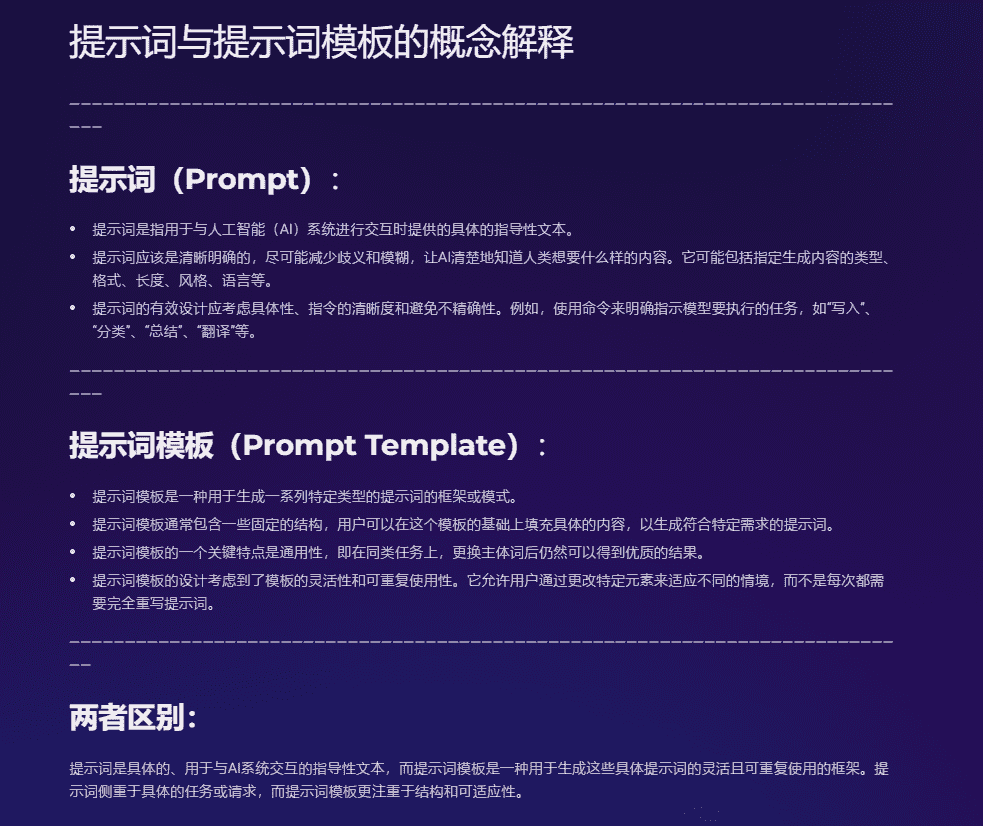 提示词与提示词模板的概念解释
___________________________________________________________________________
___
提示词（Prompt）：
• 提示词是指用于与人工智能（AI）系统进行交互时提供的具体的指导性文本。
• 提示词应该是清晰明确的，尽可能减少歧义和模糊，让AI清楚地知道人类想要什么样的内容。它可能包括指定生成内容的类型、
格式、长度、风格、语言等。
• 提示词的有效设计应考虑具体性、指令的清晰度和避免不精确性。例如，使用命令来明确指示模型要执行的任务，如“写入”、
“分类”、“总结”、“翻译”等。
___________________________________________________________________________
___
提示词模板（Prompt Template）：
• 提示词模板是一种用于生成一系列特定类型的提示词的框架或模式。
• 提示词模板通常包含一些固定的结构，用户可以在这个模板的基础上填充具体的内容，以生成符合特定需求的提示词。
• 提示词模板的一个关键特点是通用性，即在同类任务上，更换主体词后仍然可以得到优质的结果。
• 提示词模板的设计考虑到了模板的灵活性和可重复使用性。它允许用户通过更改特定元素来适应不同的情境，而不是每次都需
要完全重写提示词。
___________________________________________________________________________
__
两者区别：
提示词是具体的、用于与AI系统交互的指导性文本，而提示词模板是一种用于生成这些具体提示词的灵活且可重复使用的框架。提
示词侧重于具体的任务或请求，而提示词模板更注重于结构和可适应性。